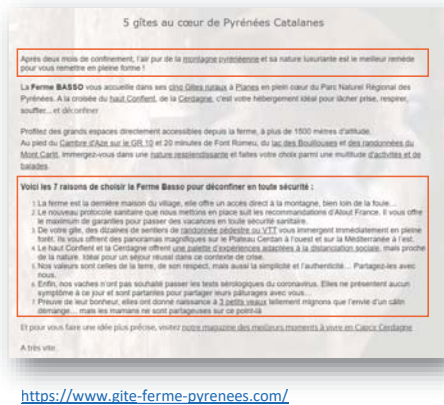 5 gîtes au cœur de Pyrénées Catalanes
Après deux mois de confinement, l'air pur de la montagne pyrénéenne et sa nature luxuriante est le meilleur remède
pour vous remettre en pleine forme !
La Ferme BASSO vous accueille dans ses cinq Gîtes ruraux à Planes en plein cœur du Parc Naturel Régional des
Pyrénées. A la croisée du haut Conflent, de la Cerdagne, c'est votre hébergement idéal pour lâcher prise, respirer,
souffler... et déconfiner
Profitez des grands espaces directement accessibles depuis la ferme, à plus de 1500 mètres d'altitude.
Au pied du Cambre d'Aze sur le GR 10 et 20 minutes de Font Romeu, du lac des Bouillouses et des randonnées du
Mont Carlit, immergez-vous dans une nature resplendissante et faites votre choix parmi une multitude d'activités et de
balades.
Voici les 7 raisons de choisir la Ferme Basso pour déconfiner en toute sécurité :
1 La ferme est la dernière maison du village, elle offre un accès direct à la montagne, bien loin de la foule...
2 Le nouveau protocole sanitaire que nous mettons en place suit les recommandations d'Atout France. Il vous offre
le maximum de garanties pour passer des vacances en toute sécurité sanitaire.
3 De votre gîte, des dizaines de sentiers de randonnée pédestre ou VTT vous immergent immédiatement en pleine
forêt. Ils vous offrent des panoramas magnifiques sur le Plateau Cerdan à l'ouest et sur la Méditerranée à l'est.
4 Le haut Conflent et la Cerdagne offrent une palette d'expériences adaptées à la distanciation sociale, mais proche
de la nature. Idéal pour un séjour réussi dans ce contexte de crise.
5 Nos valeurs sont celles de la terre, de son respect, mais aussi la simplicité et l'authenticité... Partagez-les avec
nous.
6 Enfin, nos vaches n'ont pas souhaité passer les tests sérologiques du coronavirus. Elles ne présentent aucun
symptôme à ce jour et sont partantes pour partager leurs pâturages avec vous...
7 Preuve de leur bonheur, elles ont donné naissance à 3 petits veaux tellement mignons que l'envie d'un câlin
démange... mais les mamans ne sont partageuses sur ce point-là
Et pour vous faire une idée plus précise, visitez notre magazine des meilleurs moments à vivre en Capcir Cerdagne
A très vite...
https://www.gite-ferme-pyrenees.com/